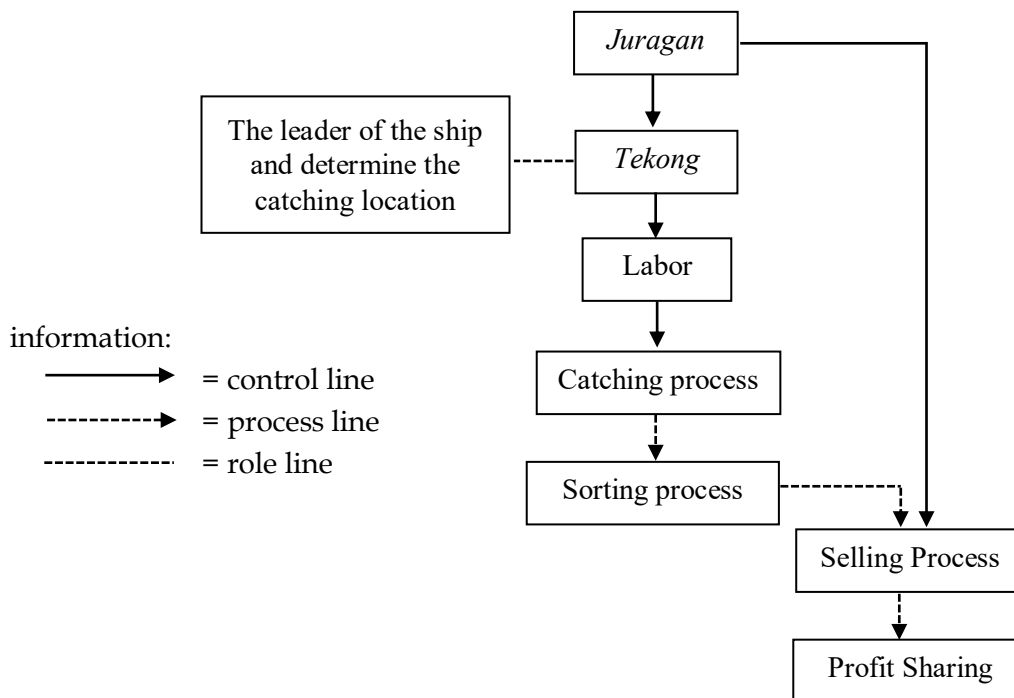 Juragan
The leader of the ship
and determine the
catching location
Tekong
Labor
information:
= control line
= process line
= role line
Catching process
Sorting process
Selling Process
Profit Sharing